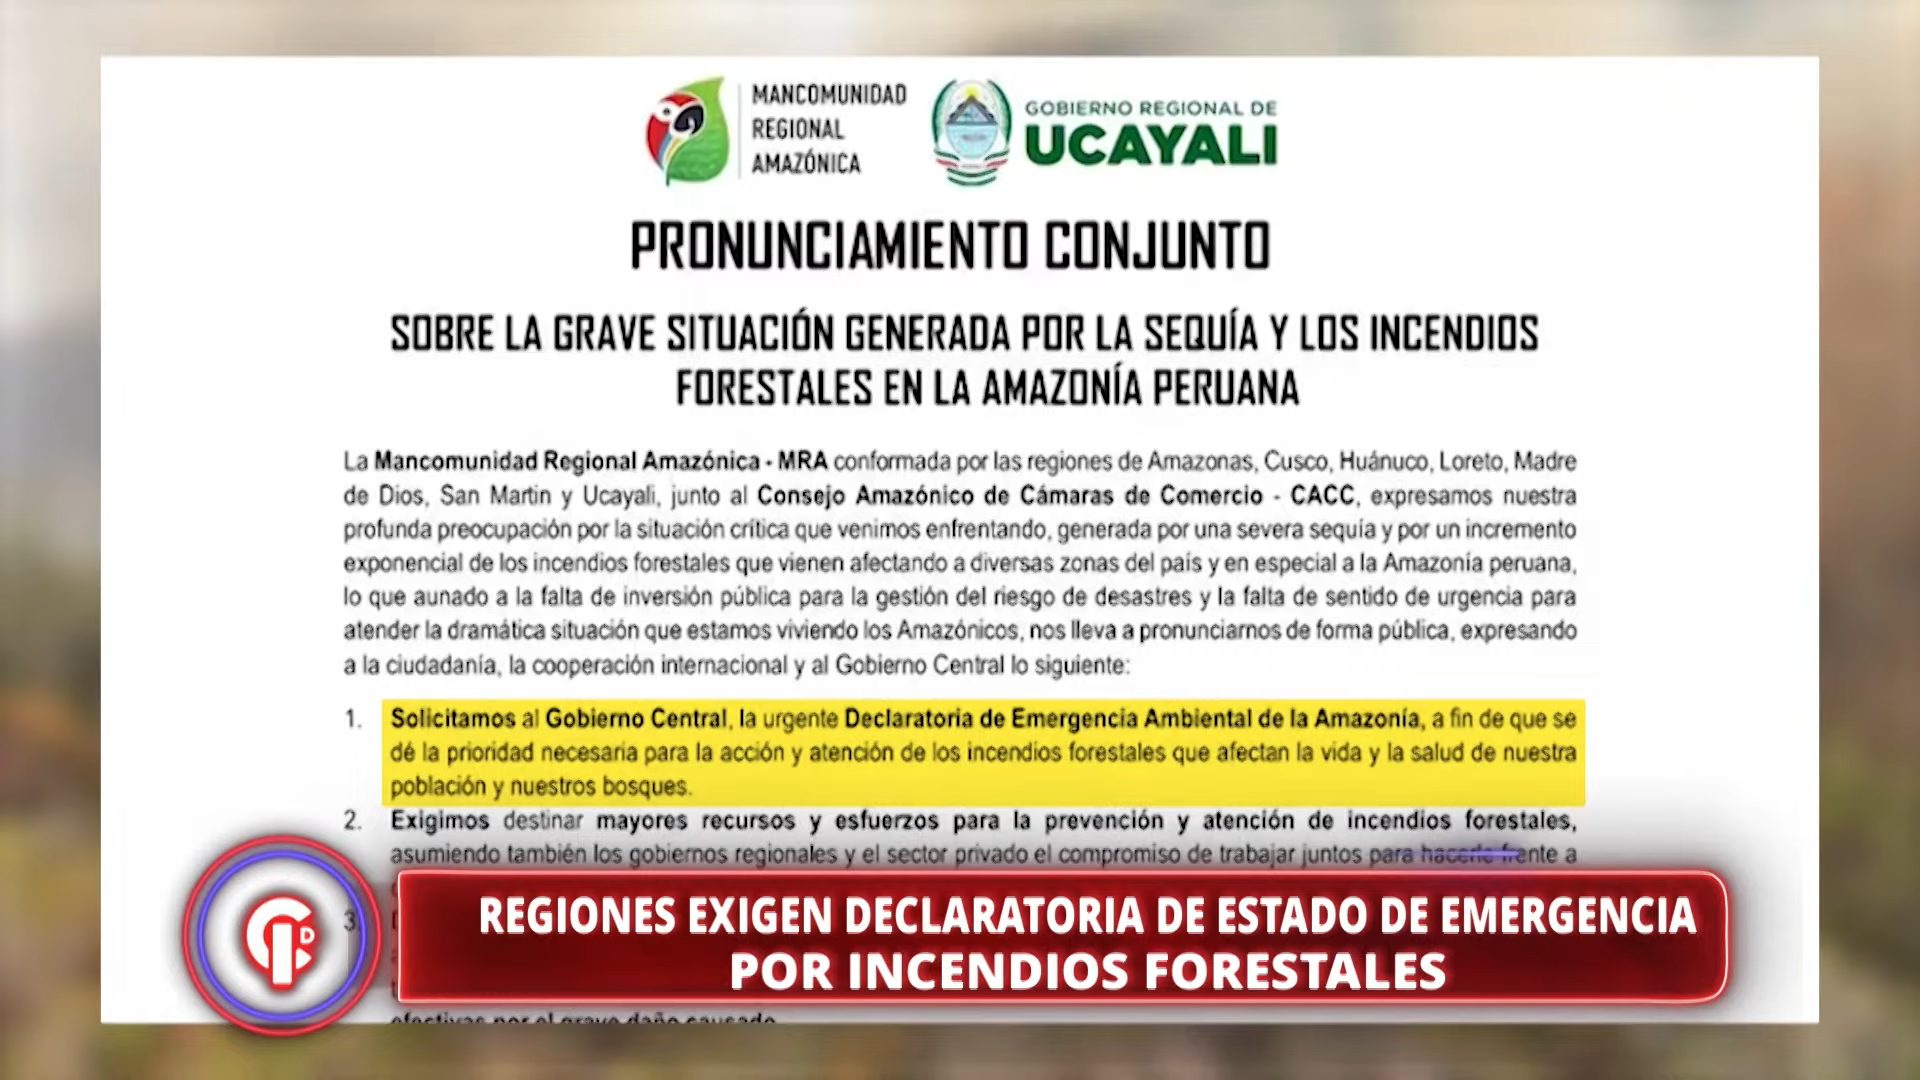 MANCOMUNIDAD
REGIONAL
AMAZÓNICA
GOBIERNO REGIONAL DE
UCAYALI
PRONUNCIAMIENTO CONJUNTO
SOBRE LA GRAVE SITUACIÓN GENERADA POR LA SEQUÍA Y LOS INCENDIOS
FORESTALES EN LA AMAZONÍA PERUANA
La Mancomunidad Regional Amazónica - MRA conformada por las regiones de Amazonas, Cusco, Huánuco, Loreto, Madre
de Dios, San Martin y Ucayali, junto al Consejo Amazónico de Cámaras de Comercio - CACC, expresamos nuestra
profunda preocupación por la situación crítica que venimos enfrentando, generada por una severa sequía y por un incremento
exponencial de los incendios forestales que vienen afectando a diversas zonas del país y en especial a la Amazonía peruana,
lo que aunado a la falta de inversión pública para la gestión del riesgo de desastres y la falta de sentido de urgencia para
atender la dramática situación que estamos viviendo los Amazónicos, nos lleva a pronunciarnos de forma pública, expresando
a la ciudadanía, la cooperación internacional y al Gobierno Central lo siguiente:
1. Solicitamos al Gobierno Central, la urgente Declaratoria de Emergencia Ambiental de la Amazonía, a fin de que se
dé la prioridad necesaria para la acción y atención de los incendios forestales que afectan la vida y la salud de nuestra
población y nuestros bosques.
2. Exigimos destinar mayores recursos y esfuerzos para la prevención y atención de incendios forestales,
asumiendo también los gobiernos regionales y el sector privado el compromiso de trabajar juntos para hacerle frente a
3.
REGIONES EXIGEN DECLARATORIA DE ESTADO DE EMERGENCIA
POR INCENDIOS FORESTALES
efectivas por el grave daño causado